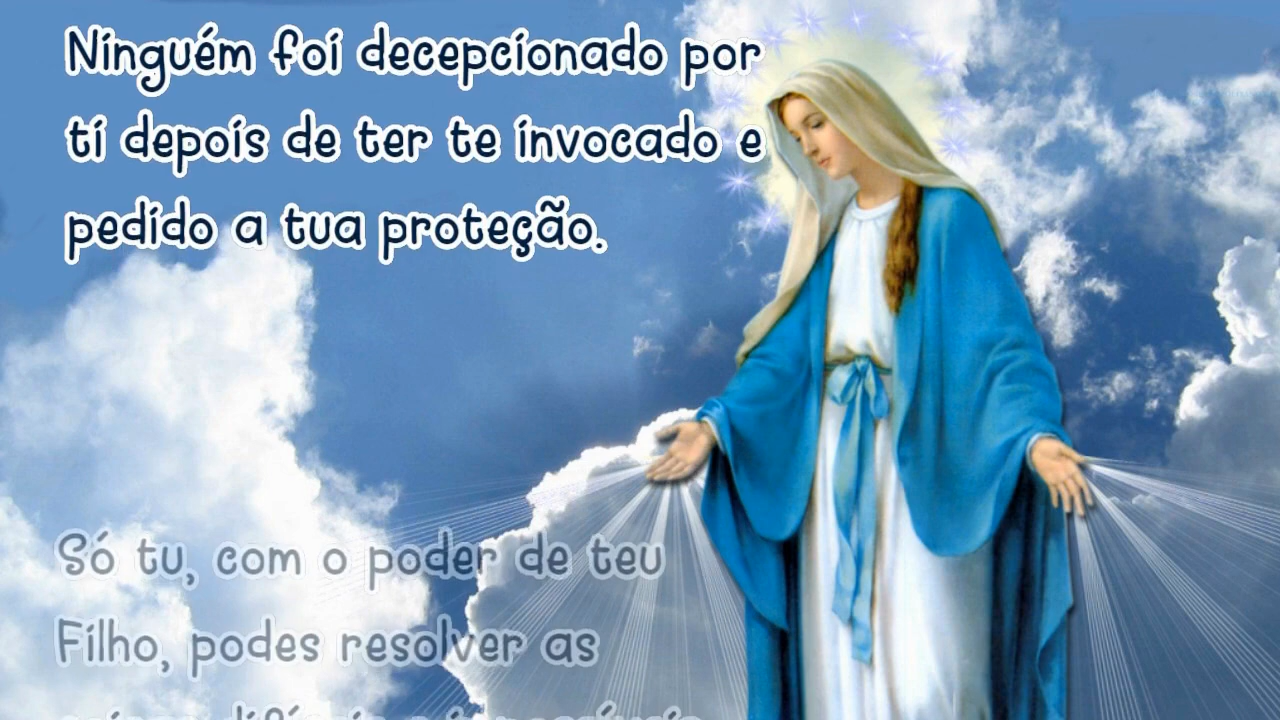 Ninguém foi decepcionado por
ti depois de ter te invocado e
pedido a tua proteção.
Só tu, com o poder de teu
Filho, podes resolver as